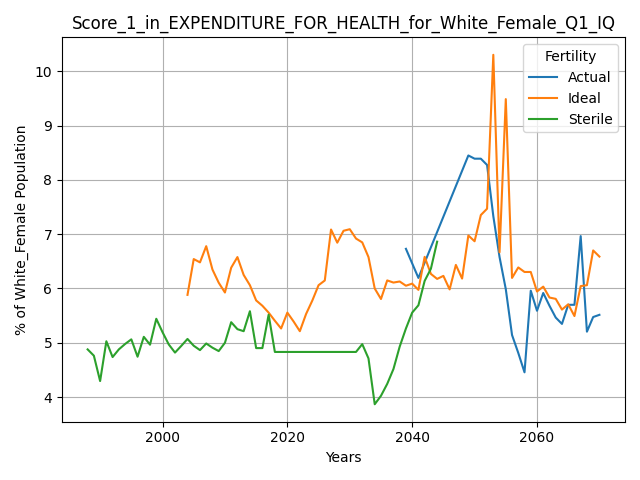 Score_1_in_EXPENDITURE_FOR_HEALTH_for_White_Female_Q1_IQ
Fertility
Actual
Ideal
Sterile
% of White_Female Population
10
9
8
7
6
5
4
2000 2020 2040 2060
Years